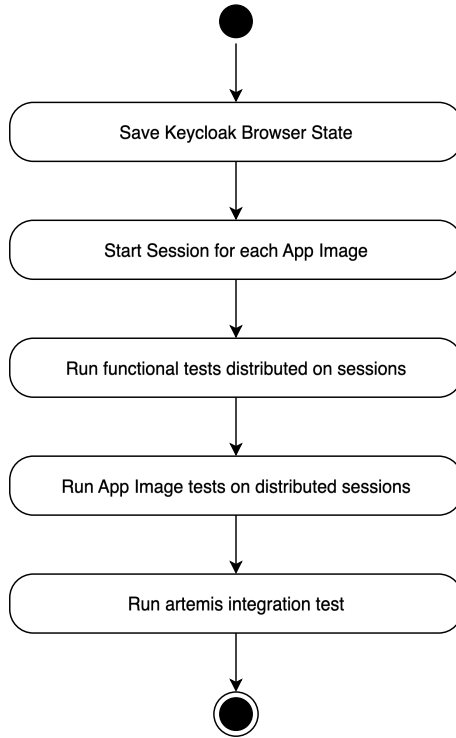 Save Keycloak Browser State
Start Session for each App Image
Run functional tests distributed on sessions
Run App Image tests on distributed sessions
Run artemis integration test